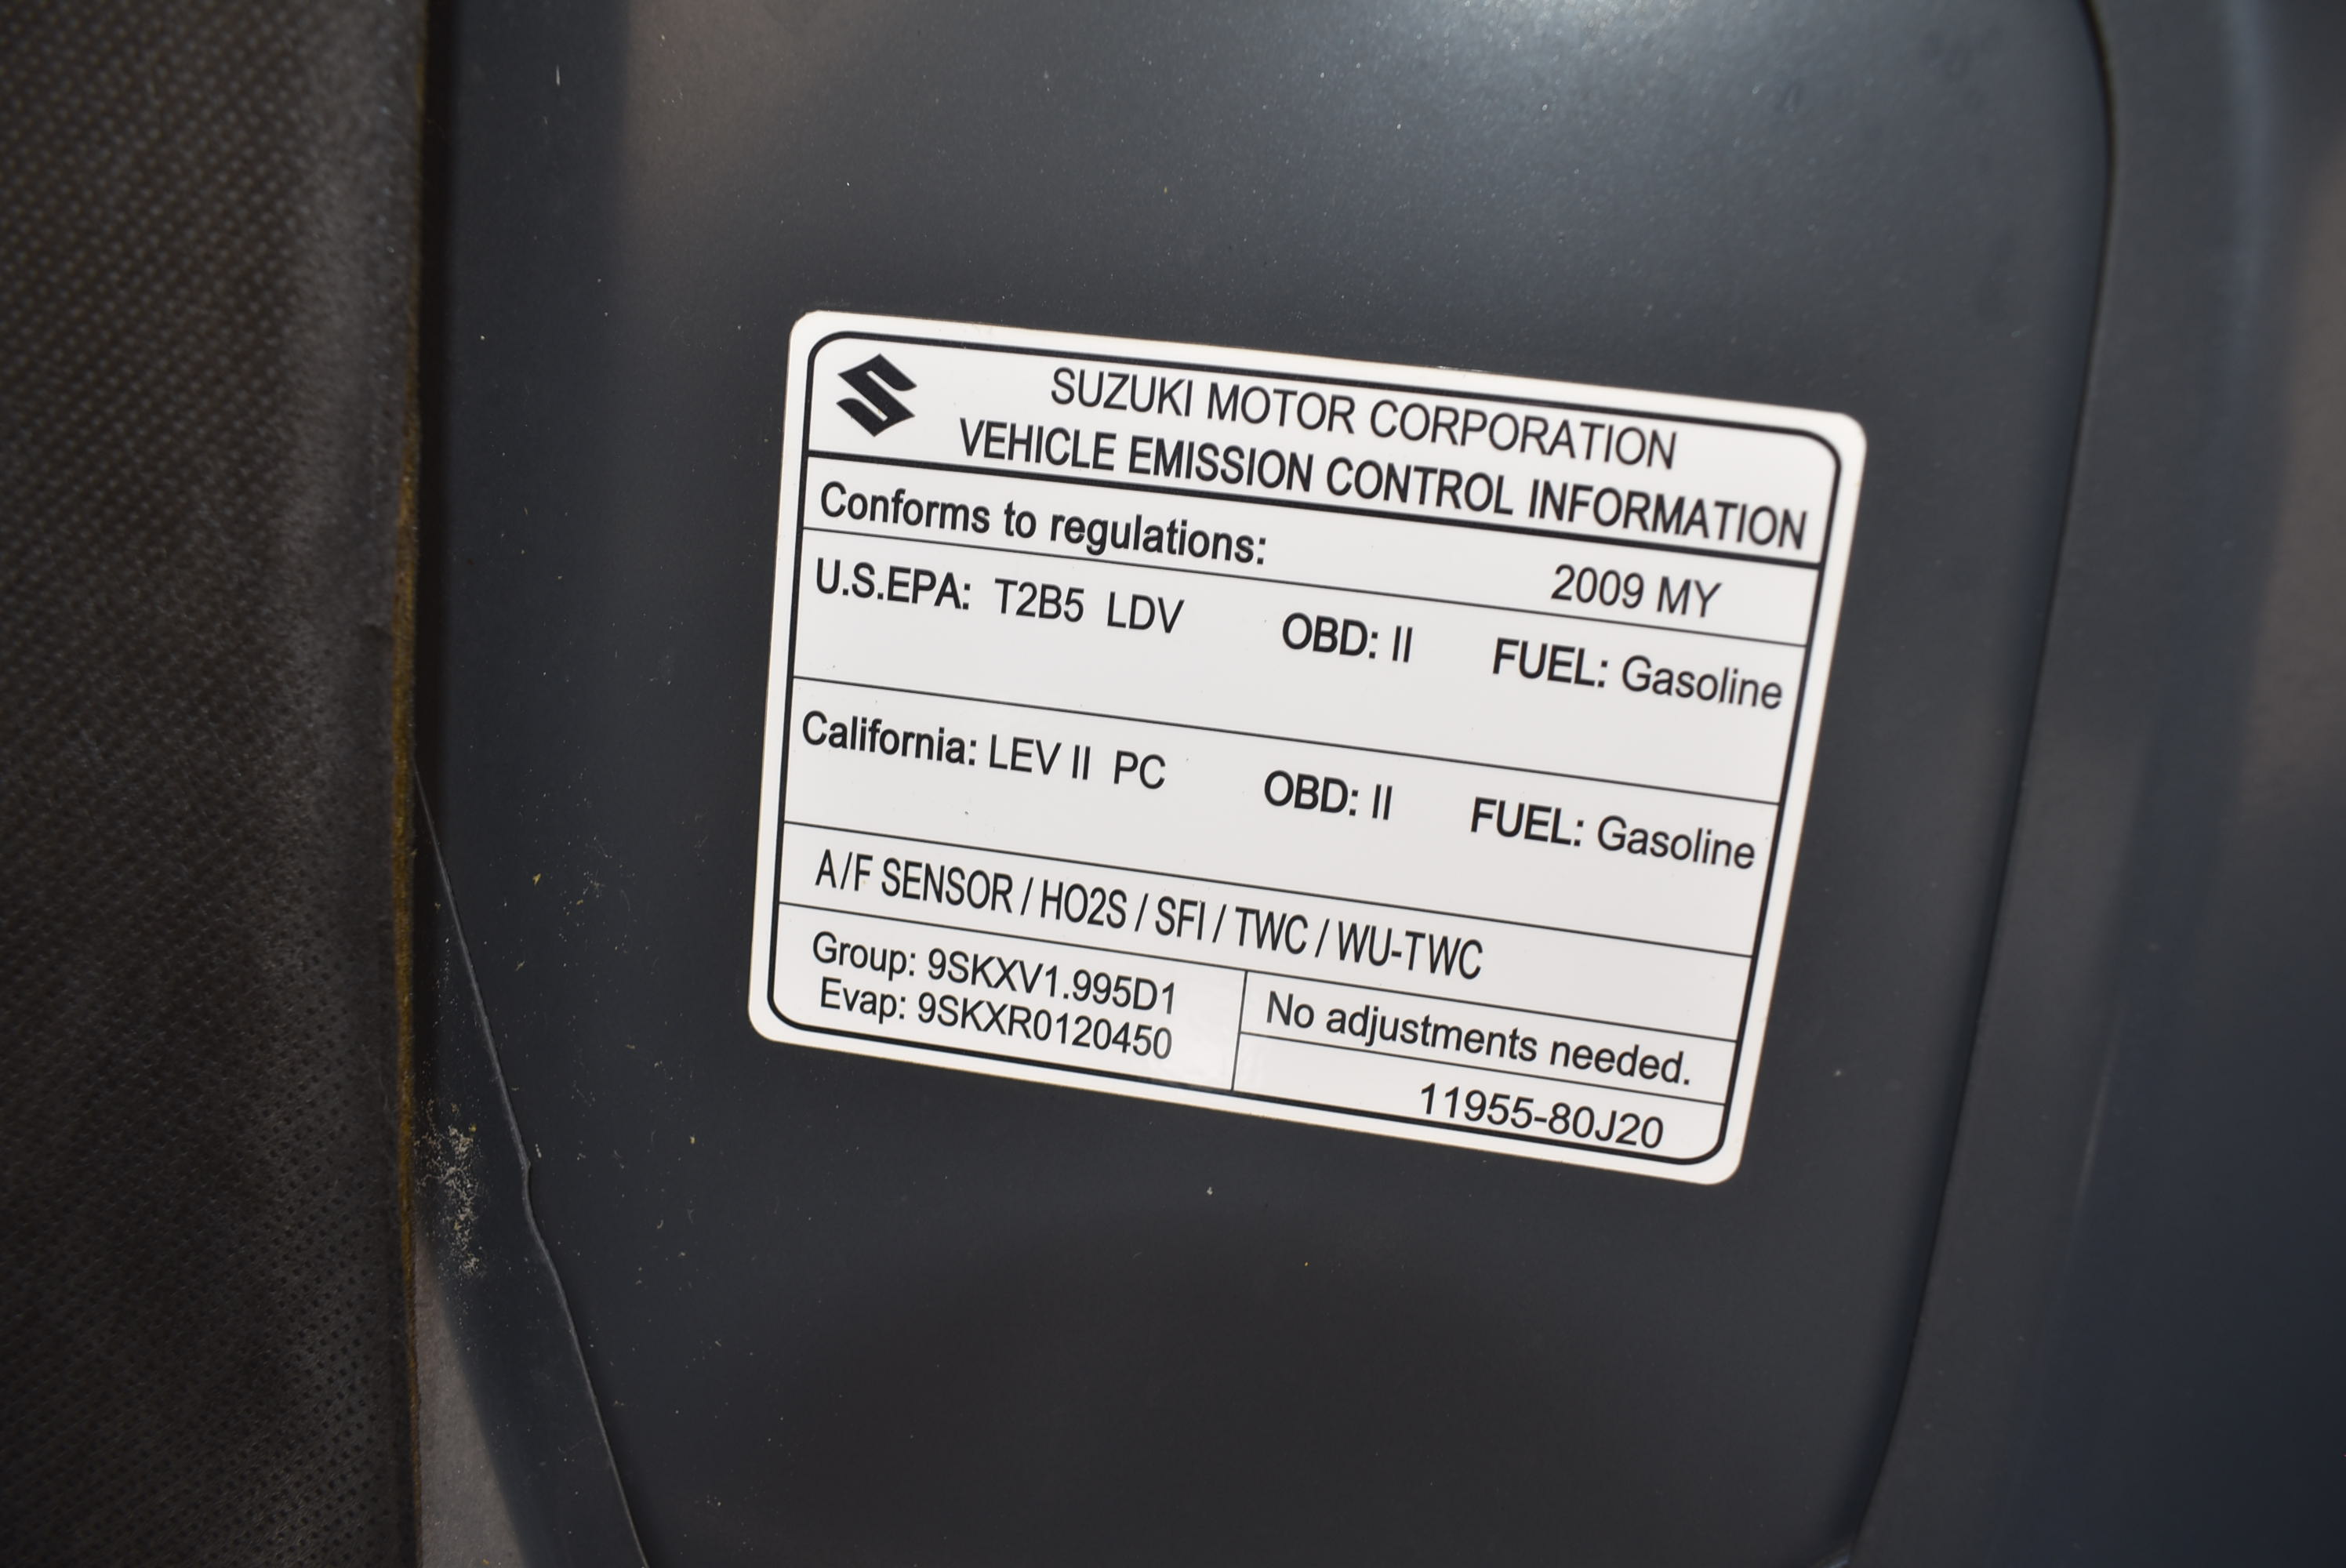 SUZUKI MOTOR CORPORATION
VEHICLE EMISSION CONTROL INFORMATION
Conforms to regulations: 2009 MY
U.S.EPA: T2B5 LDV OBD: II FUEL: Gasoline
California: LEV II PC OBD: II FUEL: Gasoline
A/F SENSOR / HO2S / SFI / TWC / WU-TWC
Group: 9SKXV1.995D1
Evap: 9SKXR0120450
No adjustments needed.
11955-80J20